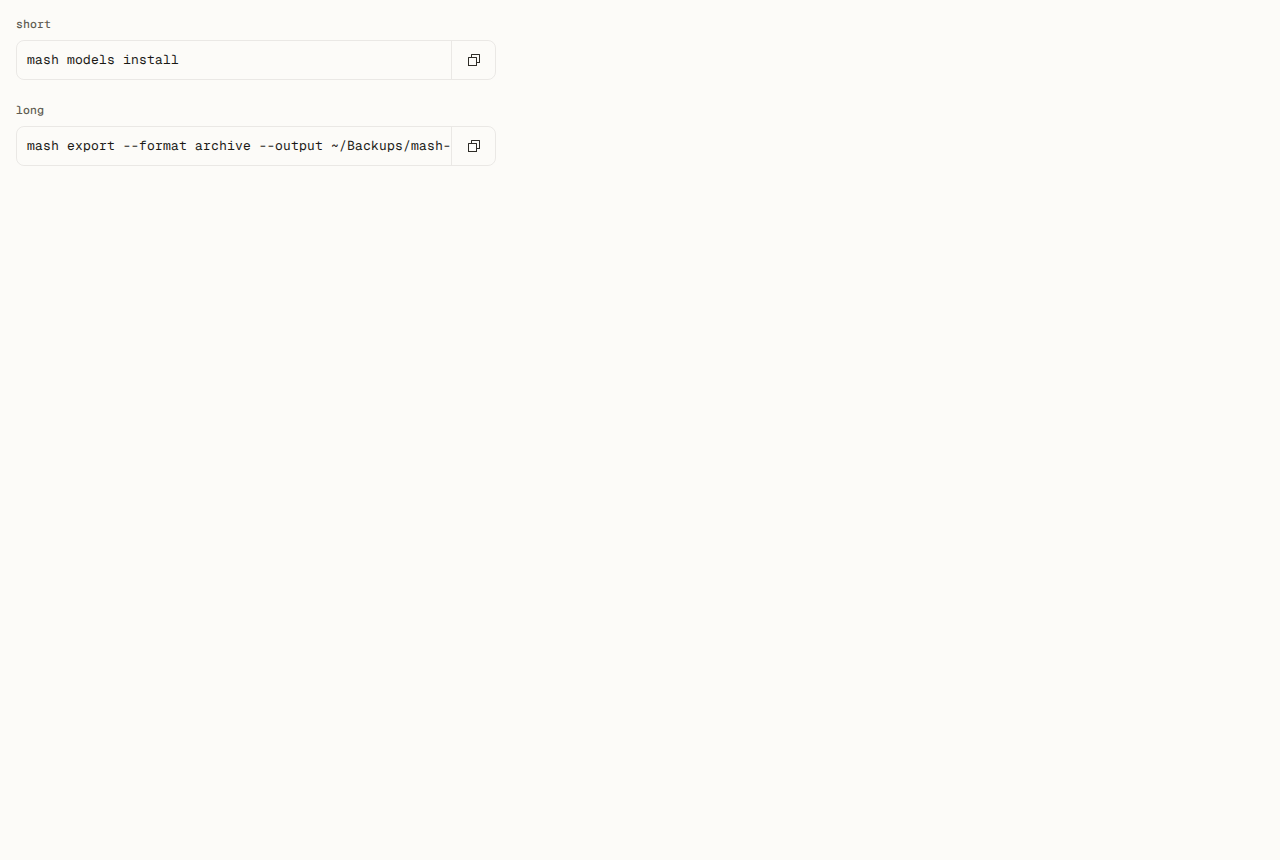 short
mash models install
long
mash export --format archive --output ~/Backups/mash-